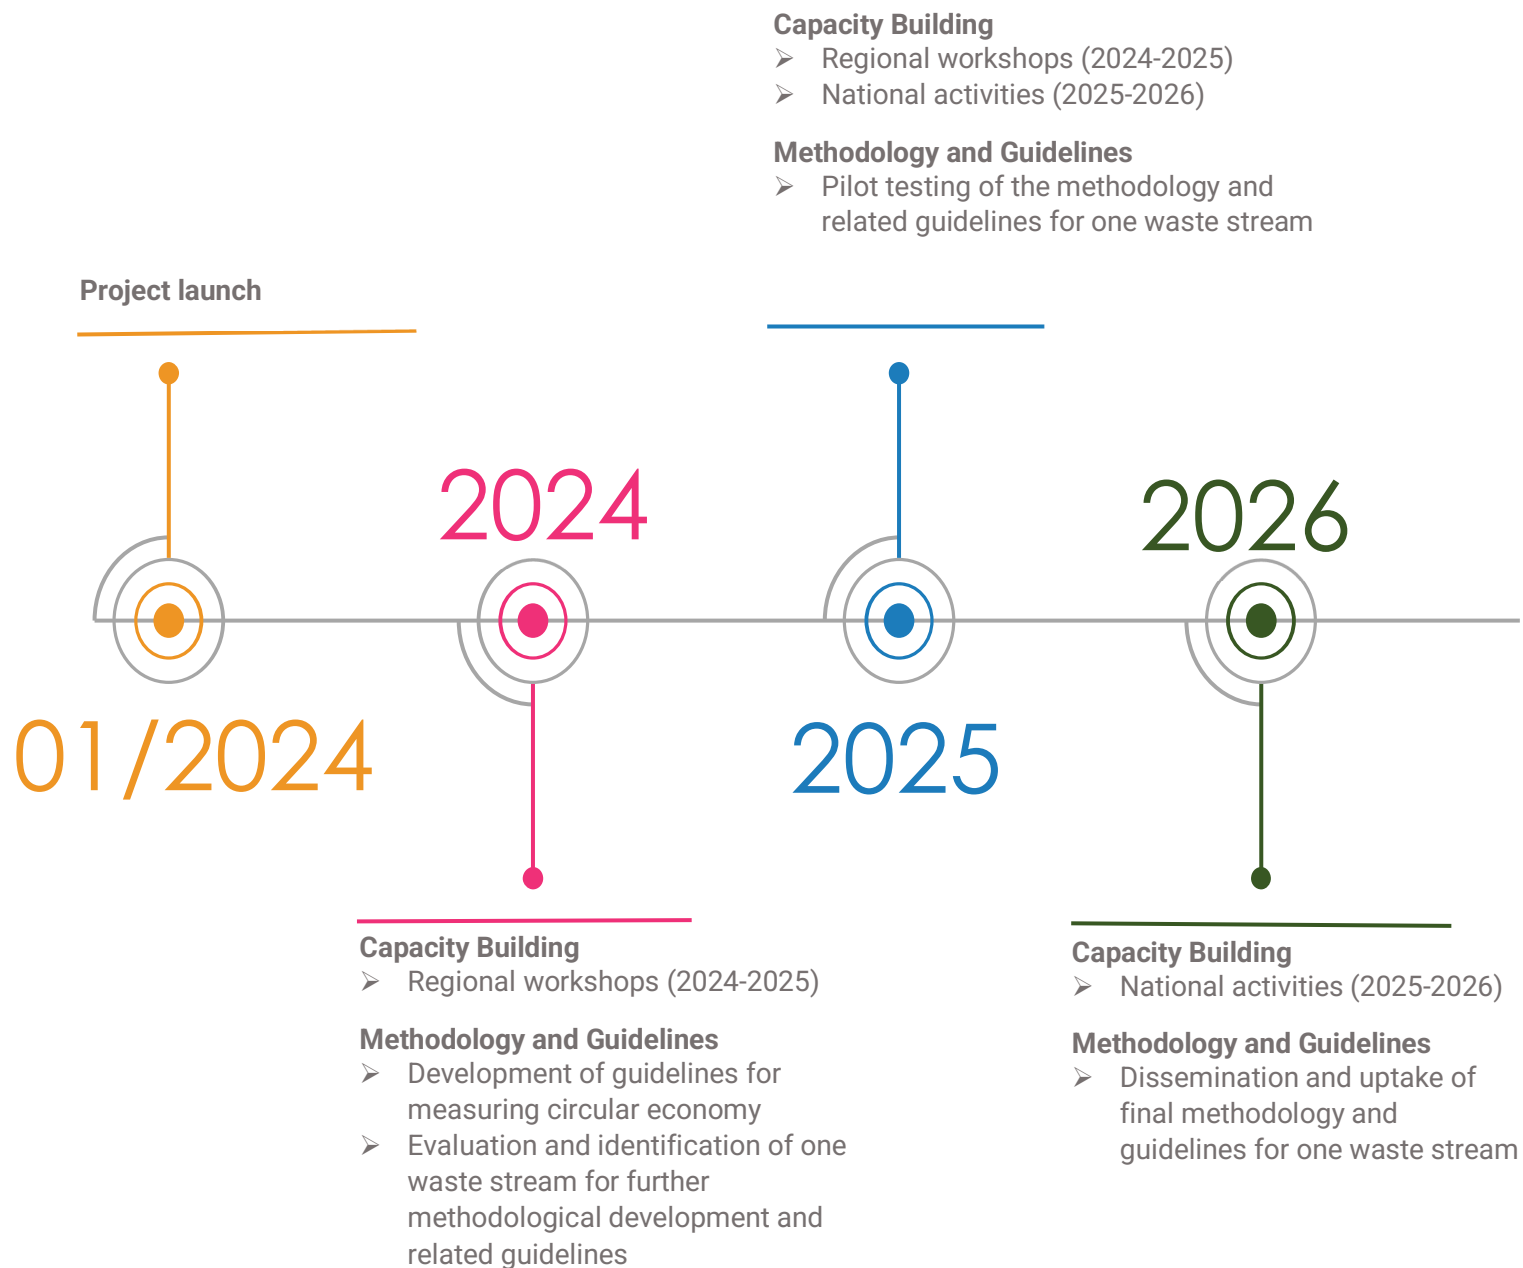 Project launch
01/2024
2024
Capacity Building
➢ Regional workshops (2024-2025)
Methodology and Guidelines
➢ Development of guidelines for
measuring circular economy
➢ Evaluation and identification of one
waste stream for further
methodological development and
related guidelines
Capacity Building
➢ Regional workshops (2024-2025)
➢ National activities (2025-2026)
Methodology and Guidelines
➢ Pilot testing of the methodology and
related guidelines for one waste stream
2025
2026
Capacity Building
➢ National activities (2025-2026)
Methodology and Guidelines
➢ Dissemination and uptake of
final methodology and
guidelines for one waste stream